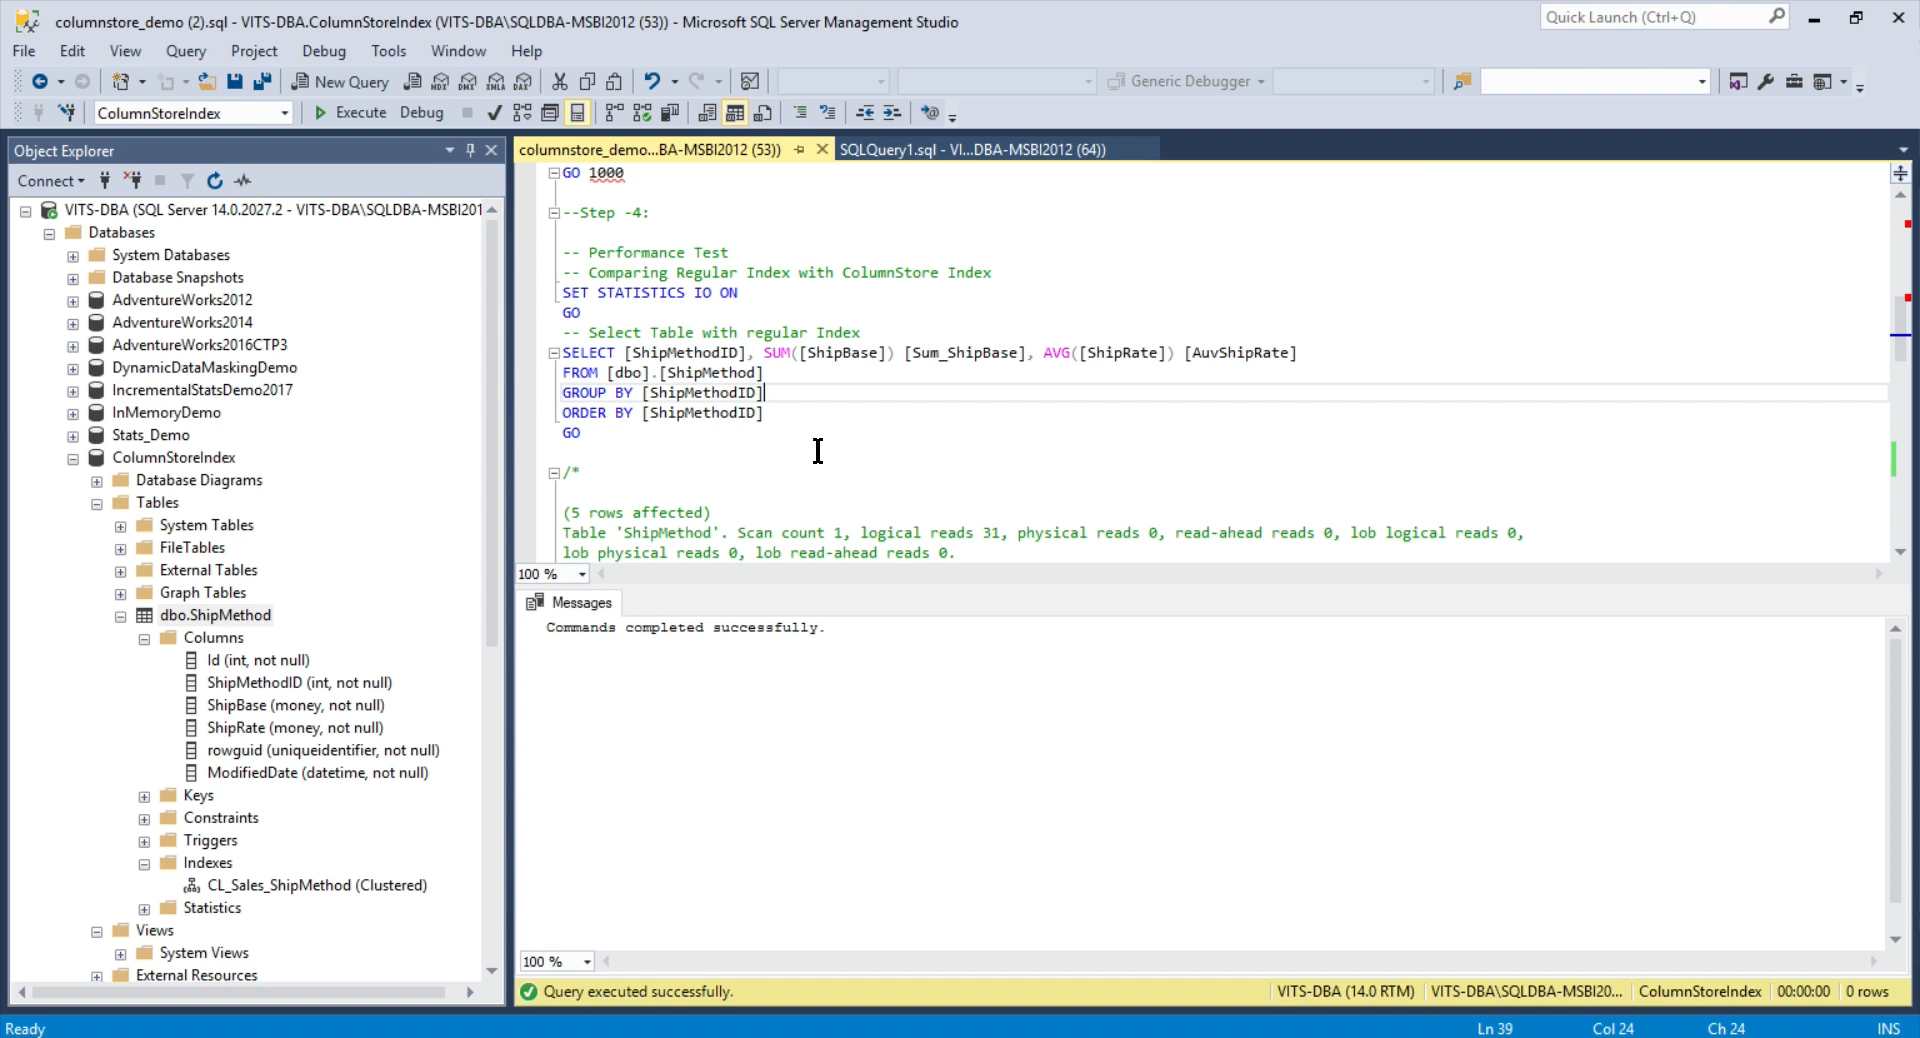 columnstore_demo (2).sql - VITS-DBA.ColumnStoreIndex (VITS-DBA\SQLDBA-MSBI2012 (53)) - Microsoft SQL Server Management Studio
Quick Launch (Ctrl+Q)
File Edit View Query Project Debug Tools Window Help
New Query MDX DMX XMLA DAX Generic Debugger
ColumnStoreIndex Execute Debug
Object Explorer
Connect
VITS-DBA (SQL Server 14.0.2027.2 - VITS-DBA\SQLDBA-MSBI201
Databases
System Databases
Database Snapshots
AdventureWorks2012
AdventureWorks2014
AdventureWorks2016CTP3
DynamicDataMaskingDemo
IncrementalStatsDemo2017
InMemoryDemo
Stats_Demo
ColumnStoreIndex
Database Diagrams
Tables
System Tables
FileTables
External Tables
Graph Tables
dbo.ShipMethod
Columns
Id (int, not null)
ShipMethodID (int, not null)
ShipBase (money, not null)
ShipRate (money, not null)
rowguid (uniqueidentifier, not null)
ModifiedDate (datetime, not null)
Keys
Constraints
Triggers
Indexes
CL_Sales_ShipMethod (Clustered)
Statistics
Views
System Views
External Resources
columnstore_demo...BA-MSBI2012 (53)) SQLQuery1.sql - VI...DBA-MSBI2012 (64))
GO 1000
--Step -4:
-- Performance Test
-- Comparing Regular Index with ColumnStore Index
SET STATISTICS IO ON
GO
-- Select Table with regular Index
SELECT [ShipMethodID], SUM([ShipBase]) [Sum_ShipBase], AVG([ShipRate]) [AuvShipRate]
FROM [dbo].[ShipMethod]
GROUP BY [ShipMethodID]
ORDER BY [ShipMethodID]
GO
/*
(5 rows affected)
Table 'ShipMethod'. Scan count 1, logical reads 31, physical reads 0, read-ahead reads 0, lob logical reads 0,
lob physical reads 0, lob read-ahead reads 0.
100 %
Messages
Commands completed successfully.
100 %
Query executed successfully. VITS-DBA (14.0 RTM) VITS-DBA\SQLDBA-MSBI20... ColumnStoreIndex 00:00:00 0 rows
Ready Ln 39 Col 24 Ch 24 INS